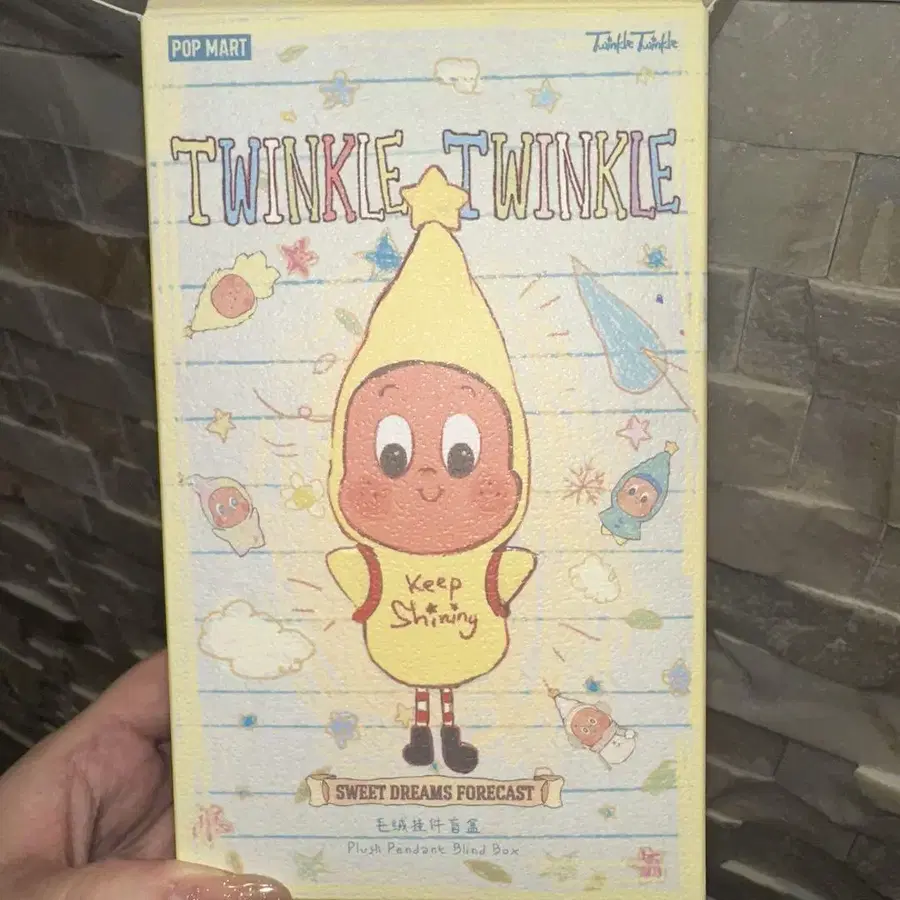 POP MART
Twinkle Twinkle
TWINKLE TWINKLE
Keep
Shining
SWEET DREAMS FORECAST
毛绒挂件盲盒
Plush Pendant Blind Box